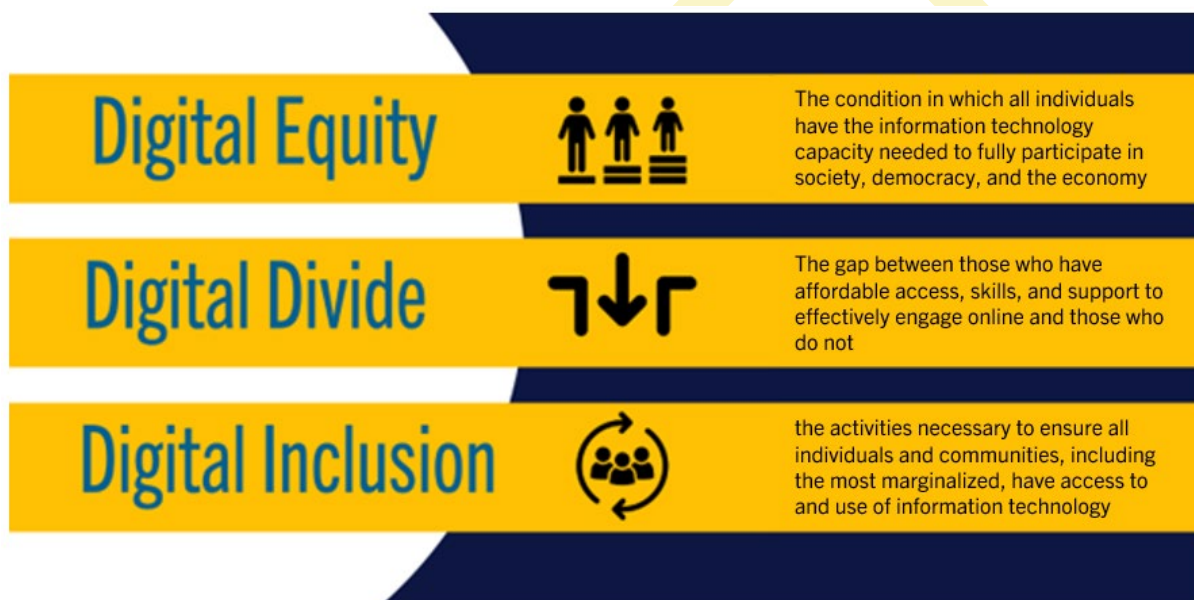 Digital Equity
The condition in which all individuals
have the information technology
capacity needed to fully participate in
society, democracy, and the economy
Digital Divide
The gap between those who have
affordable access, skills, and support to
effectively engage online and those who
do not
Digital Inclusion
the activities necessary to ensure all
individuals and communities, including
the most marginalized, have access to
and use of information technology